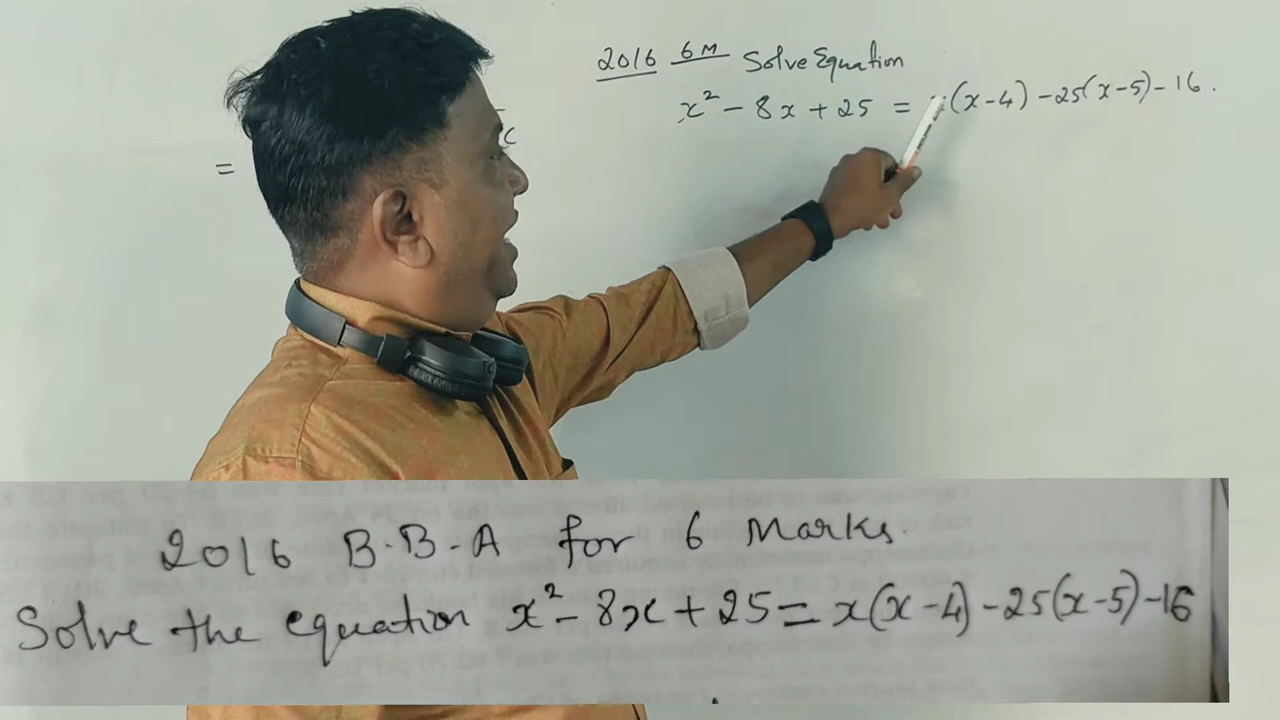 2016 6M Solve Equation
x² - 8x + 25 = (x-4) - 25(x-5) - 16.
=
2016 B.B.A for 6 Marks.
Solve the equation x² - 8x + 25 = x(x-4) - 25(x-5) - 16